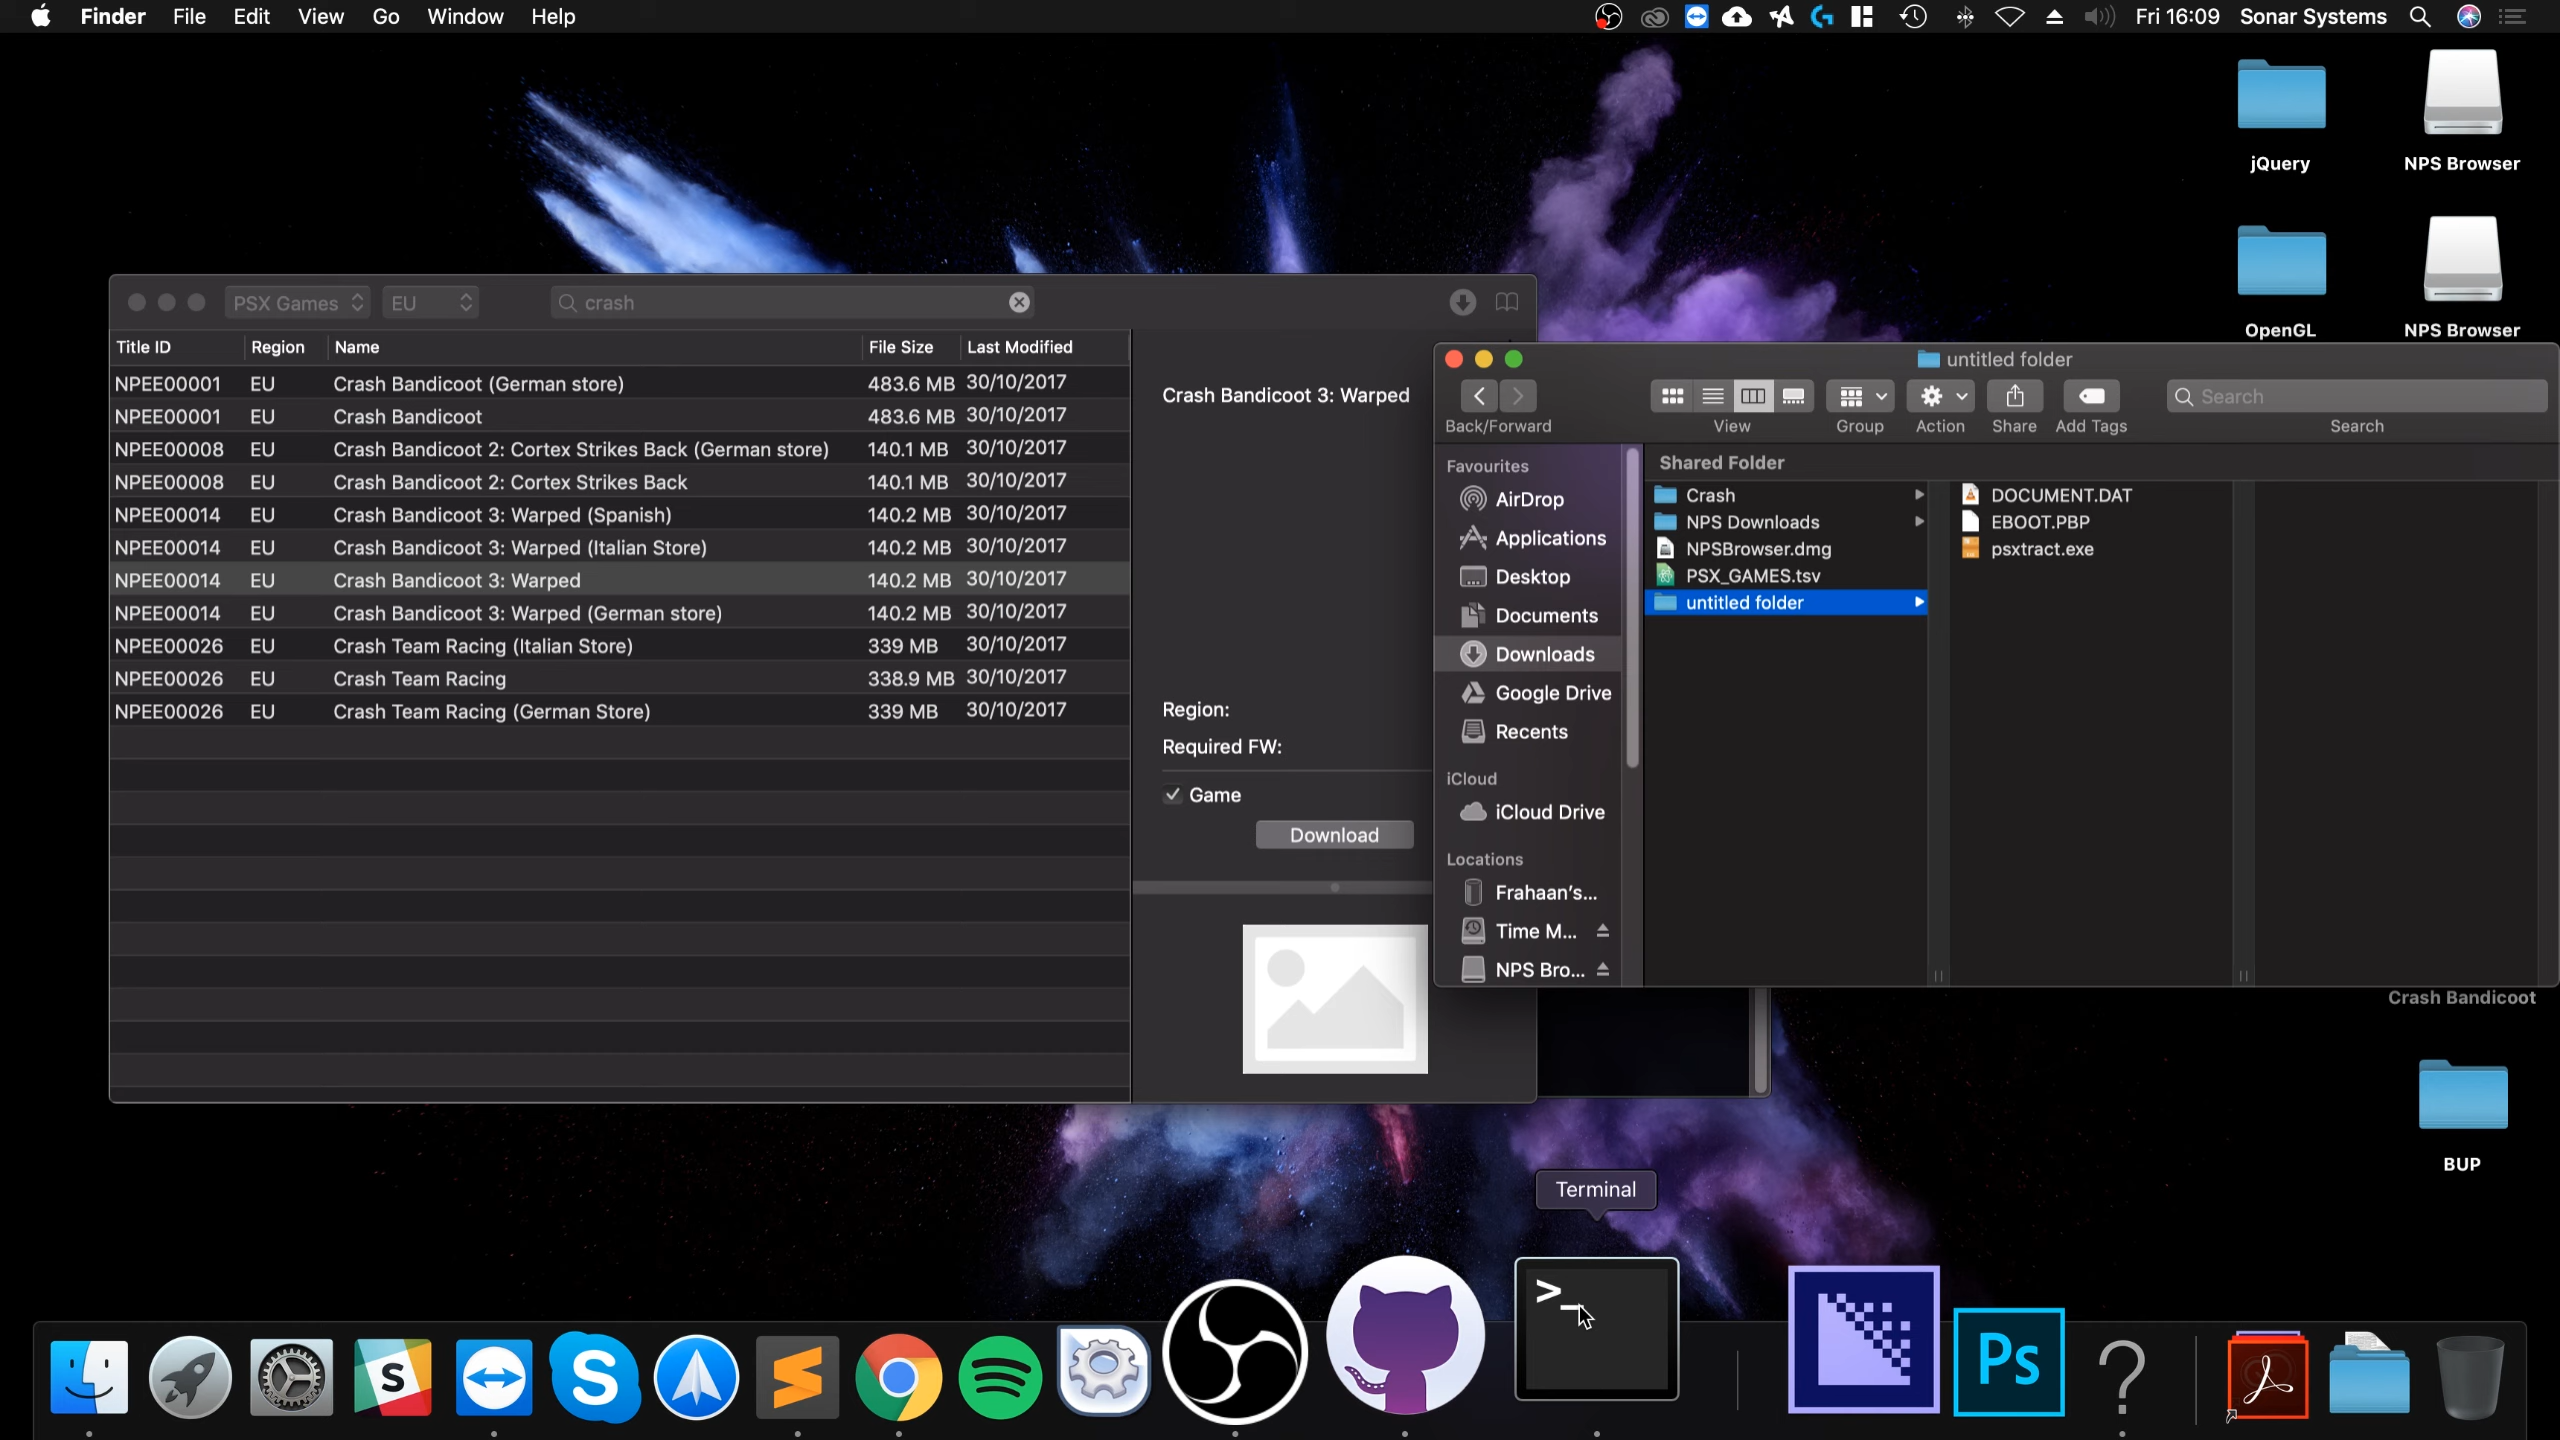 Finder File Edit View Go Window Help
Fri 16:09 Sonar Systems
jQuery
NPS Browser
OpenGL
NPS Browser
PSX Games EU crash
Title ID Region Name File Size Last Modified
NPEE00001 EU Crash Bandicoot (German store) 483.6 MB 30/10/2017
NPEE00001 EU Crash Bandicoot 483.6 MB 30/10/2017
NPEE00008 EU Crash Bandicoot 2: Cortex Strikes Back (German store) 140.1 MB 30/10/2017
NPEE00008 EU Crash Bandicoot 2: Cortex Strikes Back 140.1 MB 30/10/2017
NPEE00014 EU Crash Bandicoot 3: Warped (Spanish) 140.2 MB 30/10/2017
NPEE00014 EU Crash Bandicoot 3: Warped (Italian Store) 140.2 MB 30/10/2017
NPEE00014 EU Crash Bandicoot 3: Warped 140.2 MB 30/10/2017
NPEE00014 EU Crash Bandicoot 3: Warped (German store) 140.2 MB 30/10/2017
NPEE00026 EU Crash Team Racing (Italian Store) 339 MB 30/10/2017
NPEE00026 EU Crash Team Racing 338.9 MB 30/10/2017
NPEE00026 EU Crash Team Racing (German Store) 339 MB 30/10/2017
Crash Bandicoot 3: Warped
Region:
Required FW:
Game
Download
untitled folder
Search
Back/Forward View Group Action Share Add Tags Search
Favourites
AirDrop
Applications
Desktop
Documents
Downloads
Google Drive
Recents
iCloud
iCloud Drive
Locations
Frahaan's...
Time M...
NPS Bro...
Shared Folder
Crash
NPS Downloads
NPSBrowser.dmg
PSX_GAMES.tsv
untitled folder
DOCUMENT.DAT
EBOOT.PBP
psxtract.exe
Crash Bandicoot
BUP
Terminal
>_
S
S
Ps
?